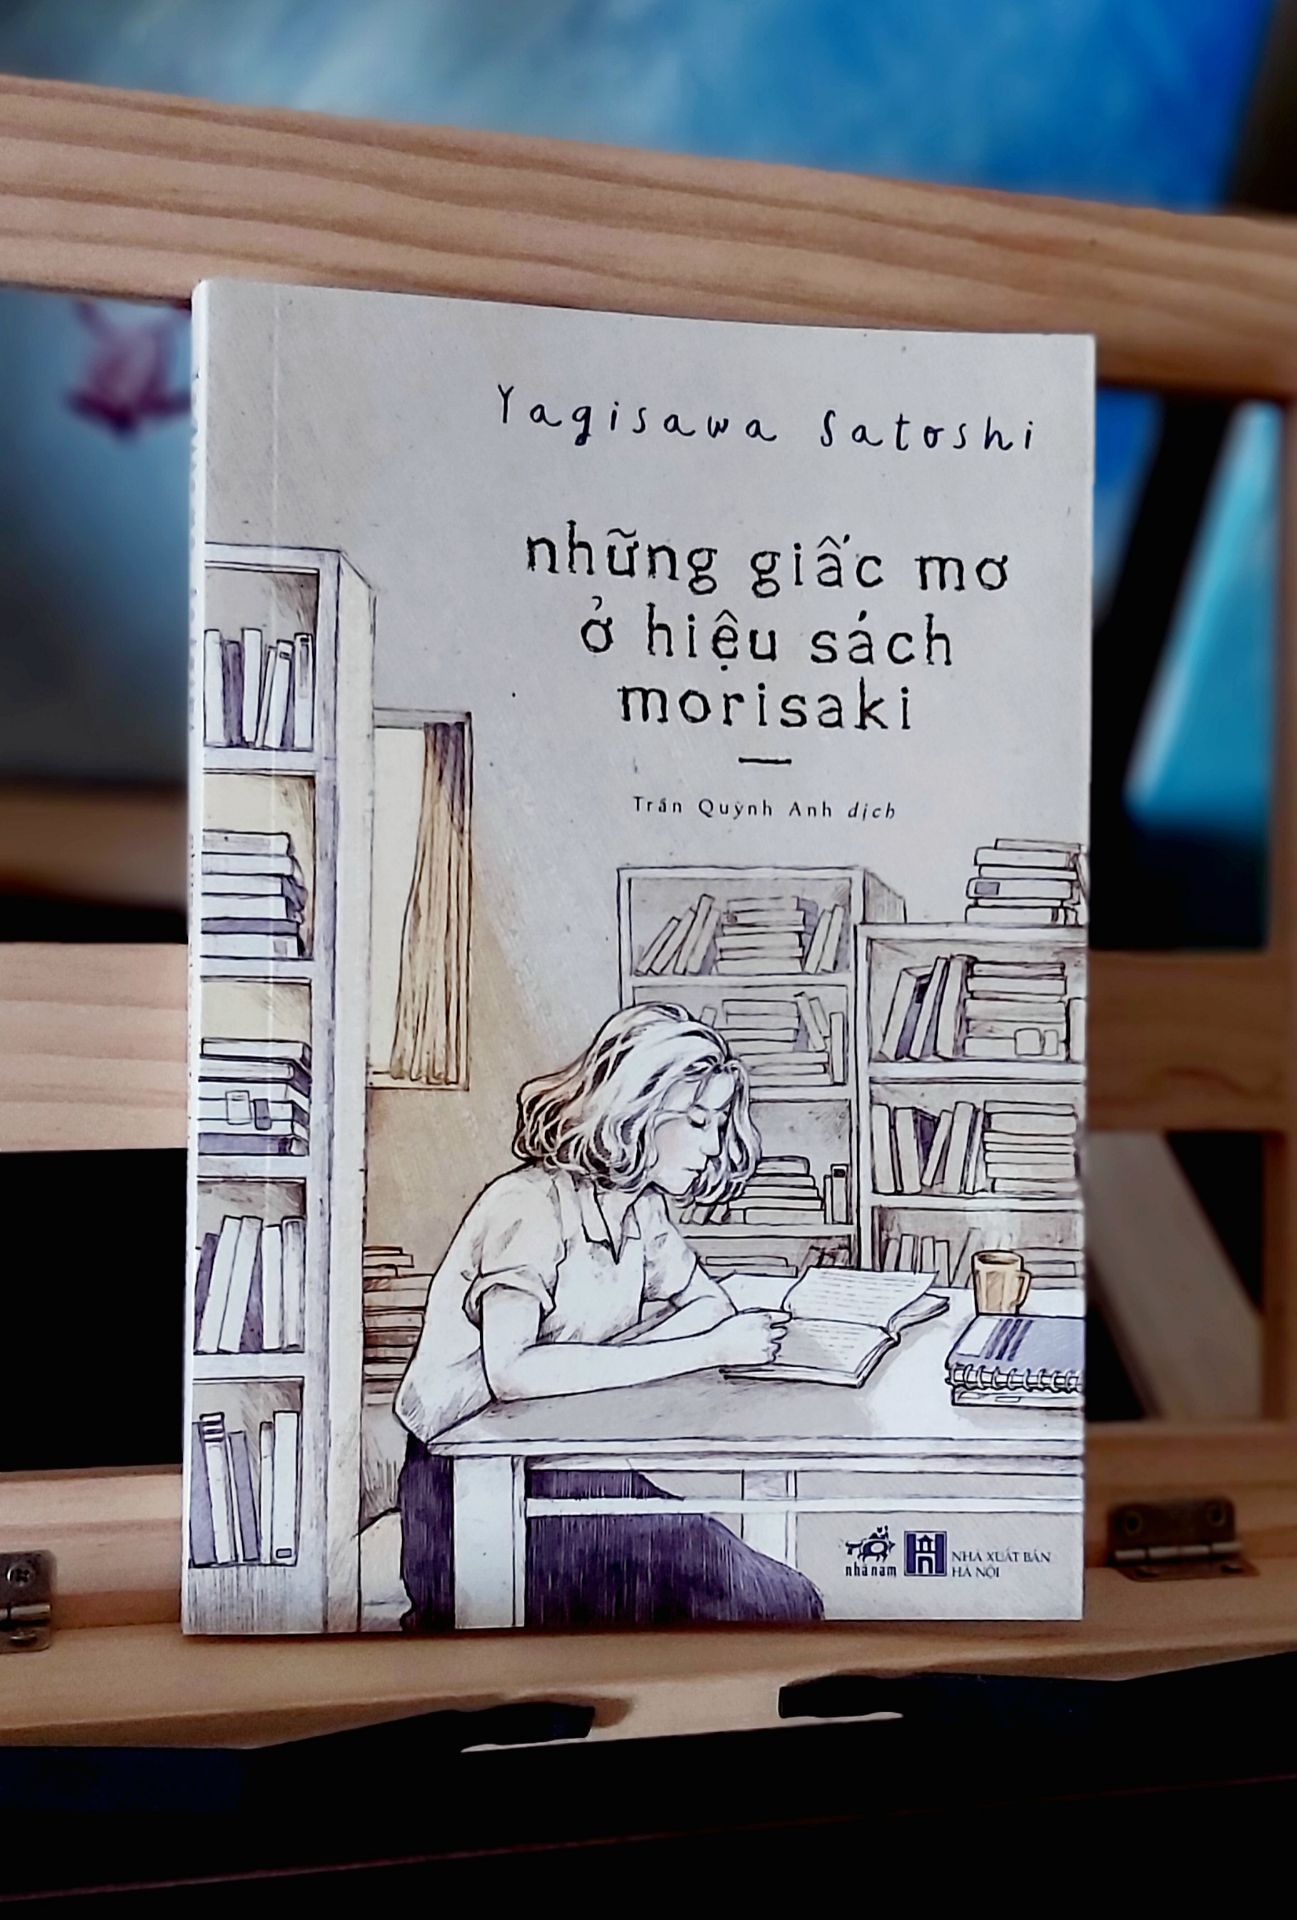 Yagisawa Satoshi
những giấc mơ
ở hiệu sách
morisaki
Trần Quỳnh Anh dịch
nhã nam
NHÀ XUẤT BẢN
HÀ NỘI